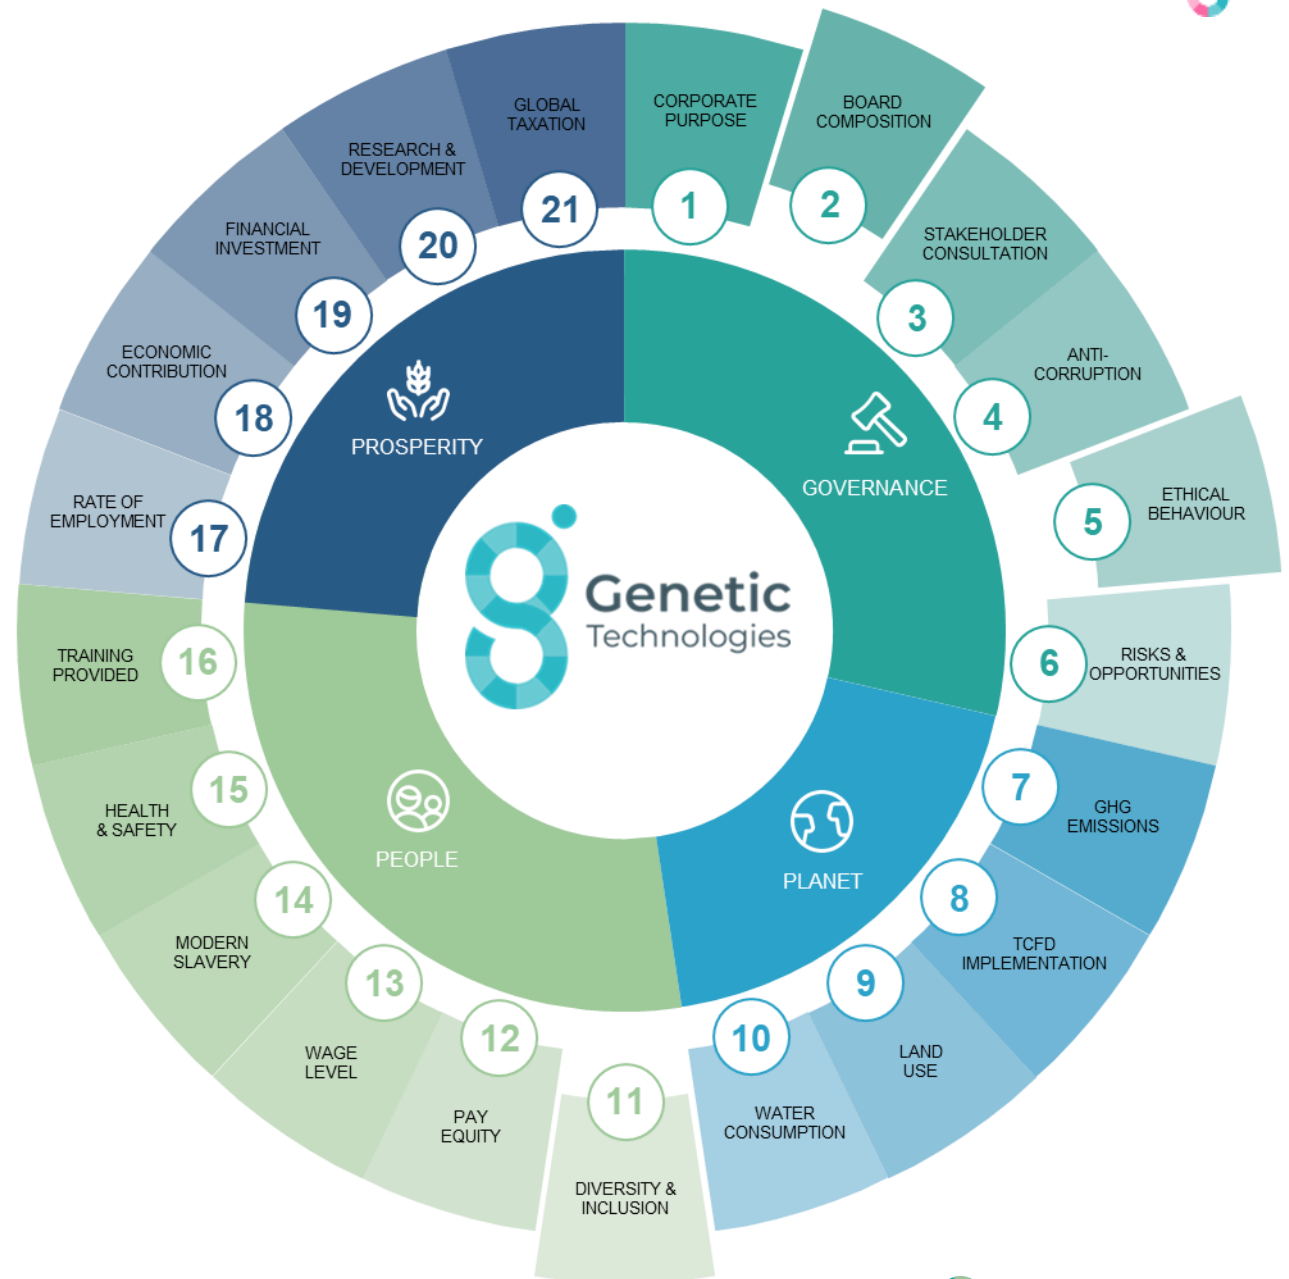 CORPORATE
PURPOSE
1
BOARD
COMPOSITION
2
STAKEHOLDER
CONSULTATION
3
ANTI-
CORRUPTION
4
ETHICAL
BEHAVIOUR
5
RISKS &
OPPORTUNITIES
6
GHG
EMISSIONS
7
TCFD
IMPLEMENTATION
8
LAND
USE
9
WATER
CONSUMPTION
10
DIVERSITY &
INCLUSION
11
PAY
EQUITY
12
WAGE
LEVEL
13
MODERN
SLAVERY
14
HEALTH
& SAFETY
15
TRAINING
PROVIDED
16
RATE OF
EMPLOYMENT
17
ECONOMIC
CONTRIBUTION
18
FINANCIAL
INVESTMENT
19
RESEARCH &
DEVELOPMENT
20
GLOBAL
TAXATION
21
PROSPERITY
GOVERNANCE
PEOPLE
PLANET
Genetic
Technologies